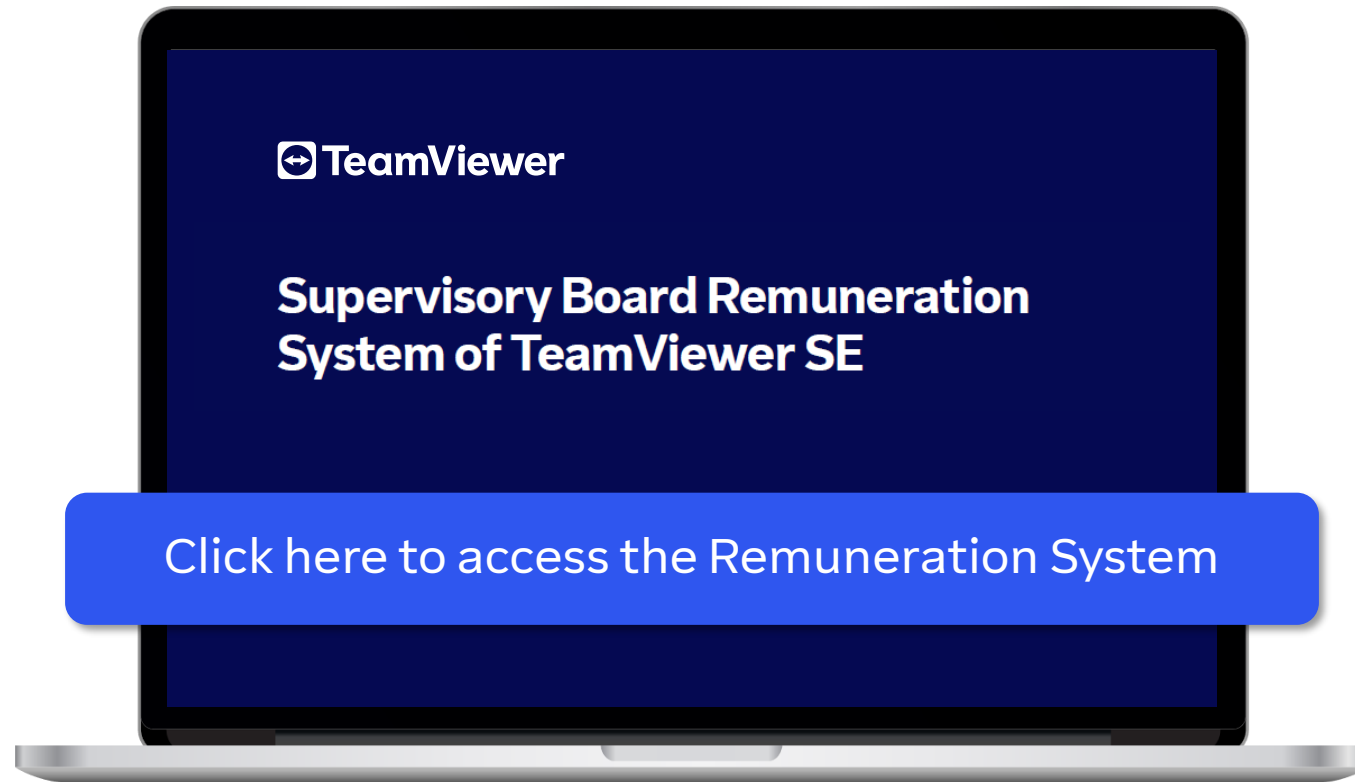 TeamViewer
Supervisory Board Remuneration
System of TeamViewer SE
Click here to access the Remuneration System